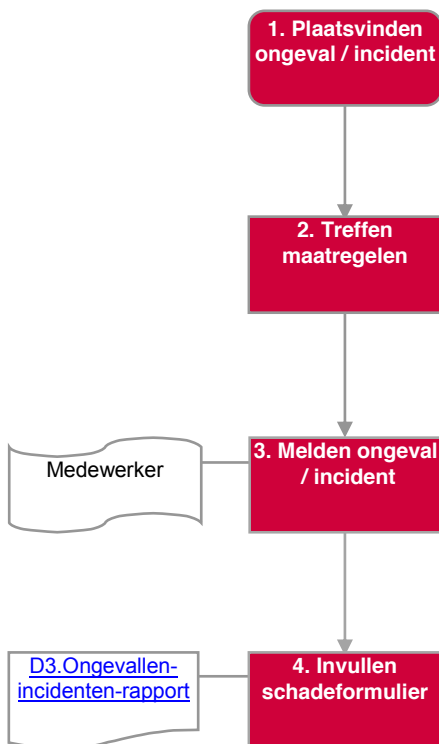 1. Plaatsvinden
ongeval / incident
2. Treffen
maatregelen
Medewerker
3. Melden ongeval
/ incident
D3.Ongevallen-
incidenten-rapport
4. Invullen
schadeformulier